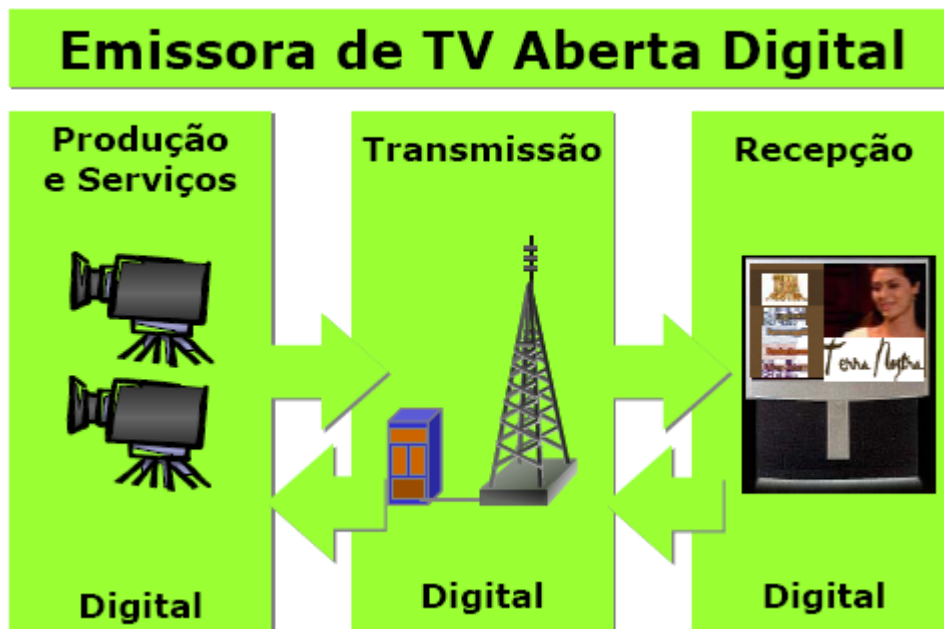 Emissora de TV Aberta Digital
Produção
e Serviços
Digital
Transmissão
Digital
Recepção
Terra Nostra
Digital